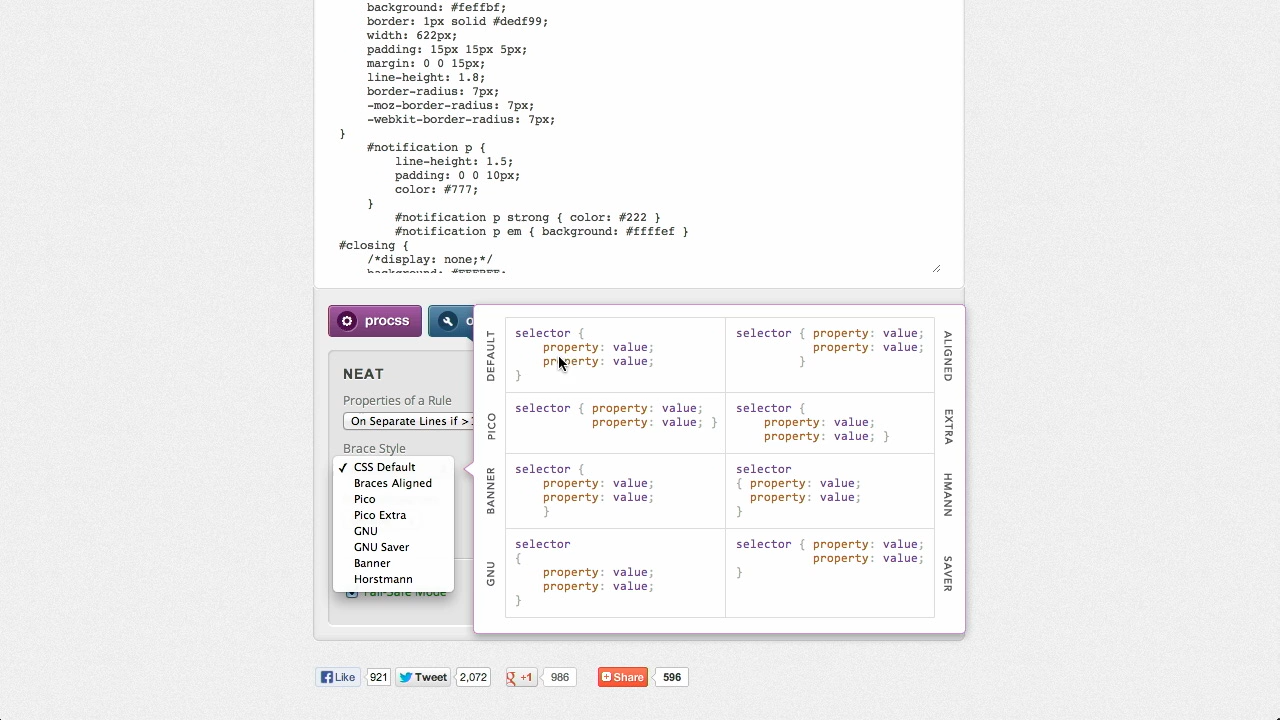 background: #feffbf;
border: 1px solid #dedf99;
width: 622px;
padding: 15px 15px 5px;
margin: 0 0 15px;
line-height: 1.8;
border-radius: 7px;
-moz-border-radius: 7px;
-webkit-border-radius: 7px;
}
#notification p {
line-height: 1.5;
padding: 0 0 10px;
color: #777;
}
#notification p strong { color: #222 }
#notification p em { background: #ffffef }
#closing {
/*display: none;*/
procss
NEAT
Properties of a Rule
On Separate Lines if >
Brace Style
CSS Default
Braces Aligned
Pico
Pico Extra
GNU
GNU Saver
Banner
Horstmann
Fail-Safe Mode
DEFAULT
selector {
property: value;
property: value;
}
selector { property: value;
property: value;
}
ALIGNED
PICO
selector { property: value;
property: value; }
selector {
property: value;
property: value; }
EXTRA
BANNER
selector {
property: value;
property: value;
}
selector
{ property: value;
property: value;
}
HMANN
GNU
selector
{
property: value;
property: value;
}
selector { property: value;
property: value;
}
SAVER
Like 921 Tweet 2,072 g +1 986 Share 596